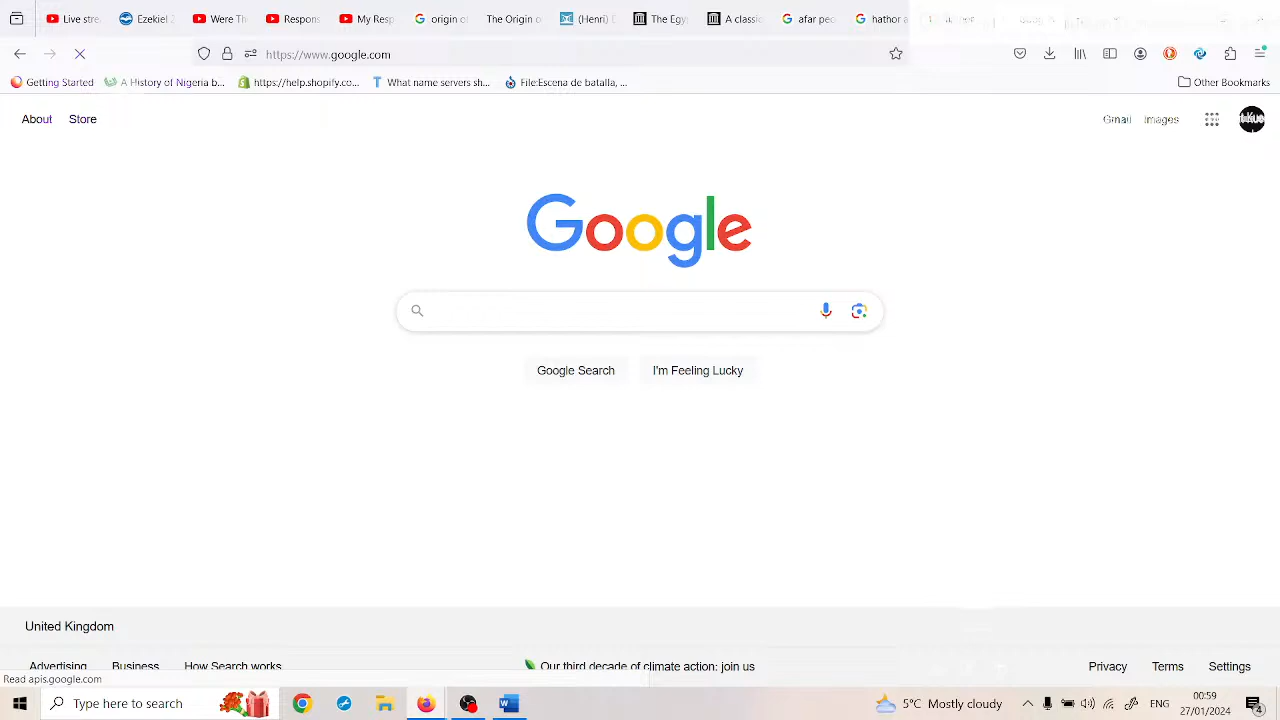 Live stre
Ezekiel 2
Were Th
Respons
My Resp
origin o
The Origin o
(Henri) D
The Egy
A classic
afar peo
hathor a
https://www.google.com
Getting Started
A History of Nigeria b...
https://help.shopify.co...
What name servers sh...
File:Escena de batalla, ...
Other Bookmarks
About
Store
Gmail
Images
Google
Google Search
I'm Feeling Lucky
United Kingdom
Advertising
Business
How Search works
Our third decade of climate action: join us
Privacy
Terms
Settings
Read apis.google.com
Type here to search
5°C Mostly cloudy
ENG
00:59
27/01/2024
4